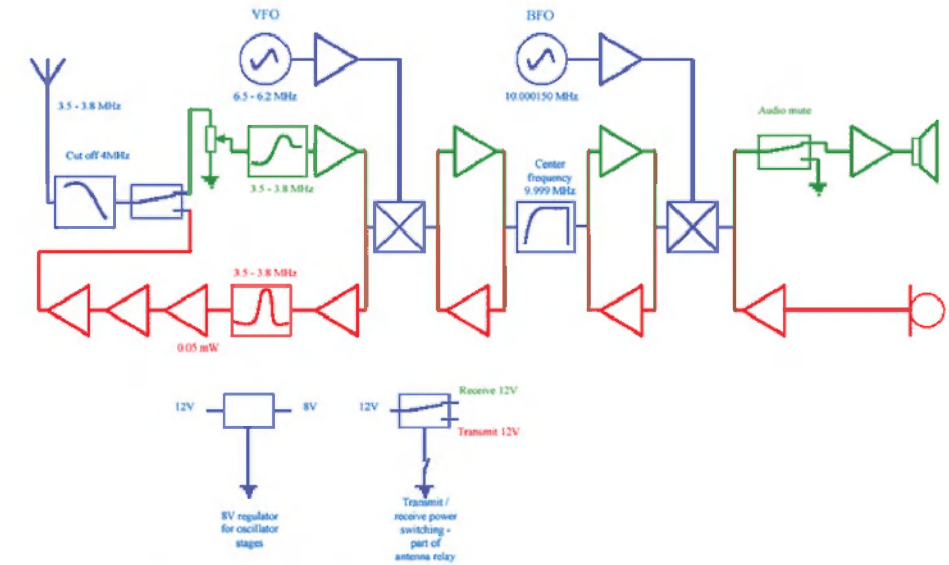 VFO
BFO
3.5 - 3.8 MHz
6.5 - 6.2 MHz
10.000150 MHz
Audio mute
Cut off 4MHz
3.5 - 3.8 MHz
Center
frequency
9.999 MHz
3.5 - 3.8 MHz
0.05 mW
12V
8V
12V
Receive 12V
Transmit 12V
8V regulator
for oscillator
stages
Transmit /
receive power
switching -
part of
antenna relay